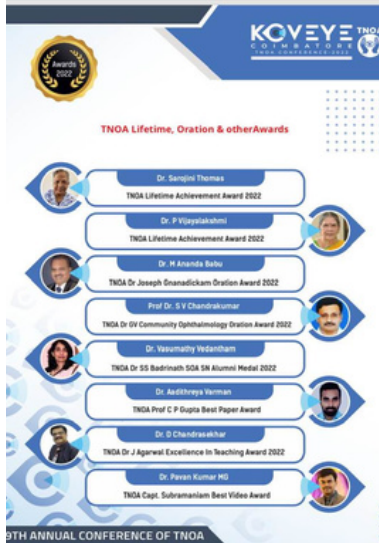 KOVEYE
COIMBATORE
TNOA CONFERENCE-2022
TNOA
Awards
2022
TNOA Lifetime, Oration & otherAwards
Dr. Sarojini Thomas
TNOA Lifetime Achievement Award 2022
Dr. P Vijayalakshmi
TNOA Lifetime Achievement Award 2022
Dr. M Ananda Babu
TNOA Dr Joseph Gnanadickam Oration Award 2022
Prof Dr. S V Chandrakumar
TNOA Dr GV Community Ophthalmology Oration Award 2022
Dr. Vasumathy Vedantham
TNOA Dr SS Badrinath SOA SN Alumni Medal 2022
Dr. Aadithreya Varman
TNOA Prof C P Gupta Best Paper Award
Dr. D Chandrasekhar
TNOA Dr J Agarwal Excellence In Teaching Award 2022
Dr. Pavan Kumar MG
TNOA Capt. Subramaniam Best Video Award
9TH ANNUAL CONFERENCE OF TNOA